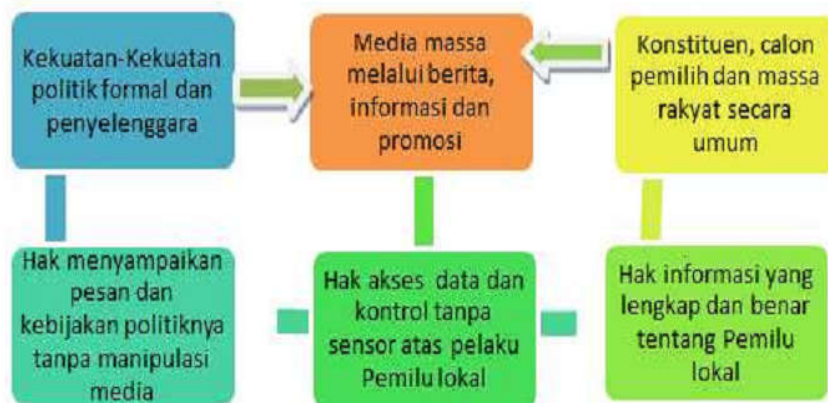 Kekuatan-Kekuatan
politik formal dan
penyelenggara
Media massa
melalui berita,
informasi dan
promosi
Konstituen, calon
pemilih dan massa
rakyat secara
umum
Hak menyampaikan
pesan dan
kebijakan politiknya
tanpa manipulasi
media
Hak akses data dan
kontrol tanpa
sensor atas pelaku
Pemilu lokal
Hak informasi yang
lengkap dan benar
tentang Pemilu
lokal